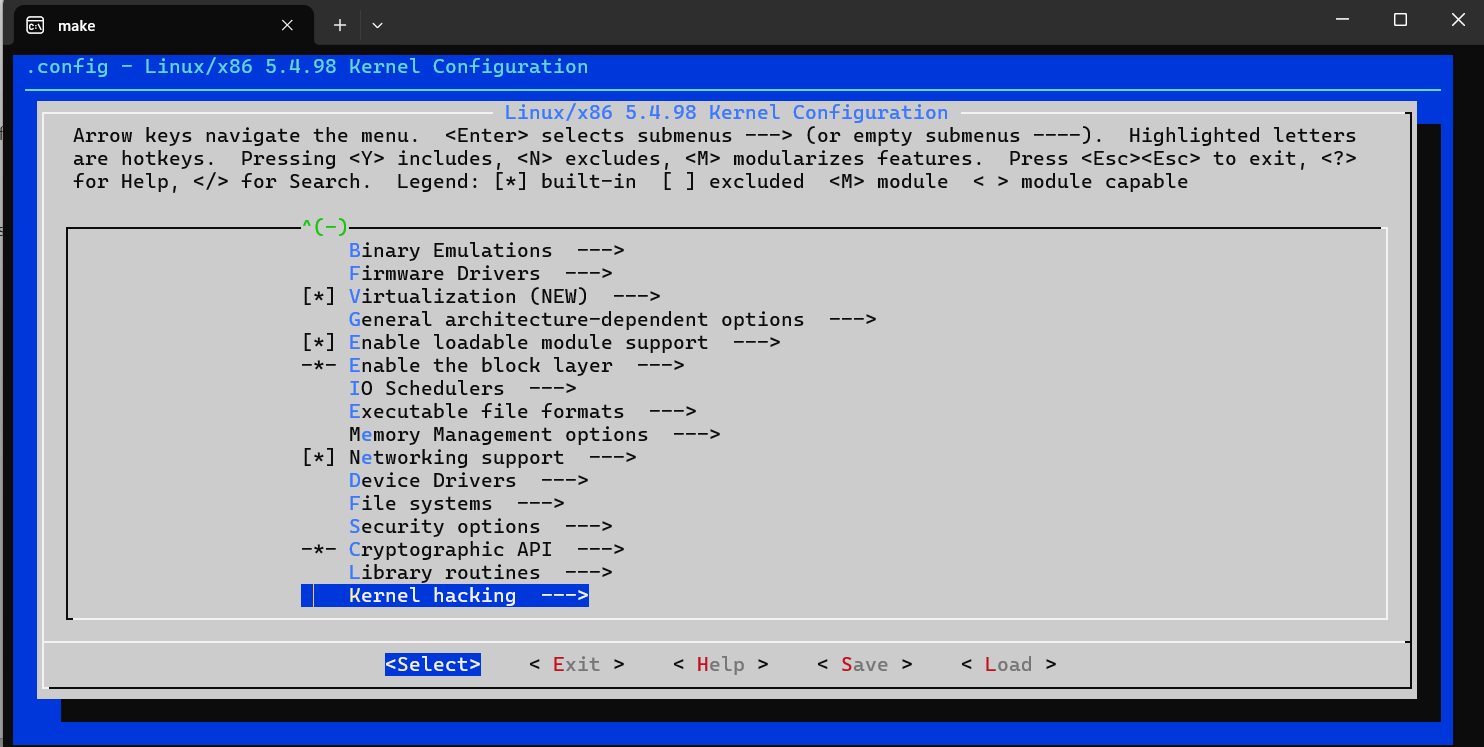 make
.config - Linux/x86 5.4.98 Kernel Configuration
Linux/x86 5.4.98 Kernel Configuration
Arrow keys navigate the menu.  <Enter> selects submenus ---> (or empty submenus ----).  Highlighted letters
are hotkeys.  Pressing <Y> includes, <N> excludes, <M> modularizes features.  Press <Esc><Esc> to exit, <?>
for Help, </> for Search.  Legend: [*] built-in  [ ] excluded  <M> module  < > module capable
^(-)
Binary Emulations  --->
Firmware Drivers  --->
[*] Virtualization (NEW)  --->
General architecture-dependent options  --->
[*] Enable loadable module support  --->
-*- Enable the block layer  --->
IO Schedulers  --->
Executable file formats  --->
Memory Management options  --->
[*] Networking support  --->
Device Drivers  --->
File systems  --->
Security options  --->
-*- Cryptographic API  --->
Library routines  --->
Kernel hacking  --->
<Select>    < Exit >    < Help >    < Save >    < Load >